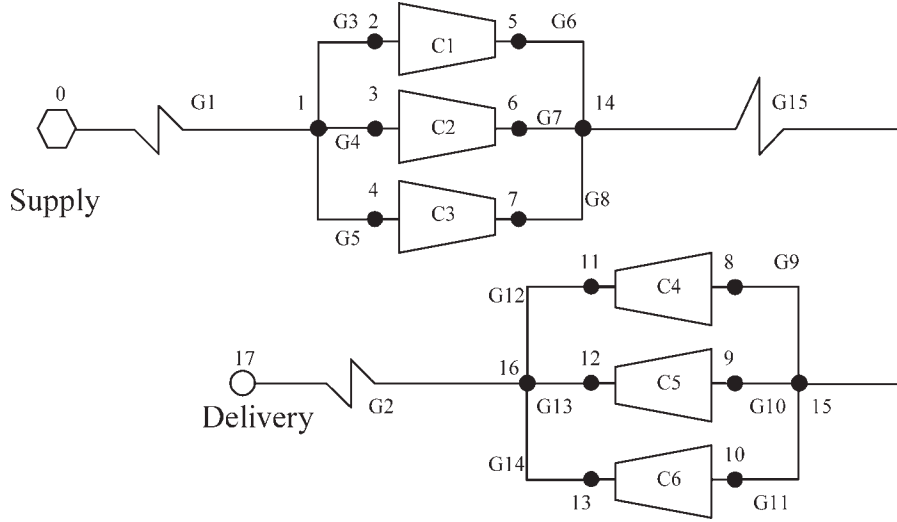 G3 2 5 G6
C1
0
G1 1 3 6 14 G15
G4 C2 G7
Supply
4 7
C3 G8
G5
11 8 G9
G12 C4
17 16 12 9
C5
G2 G13 G10 15
Delivery
G14 10
C6
13 G11